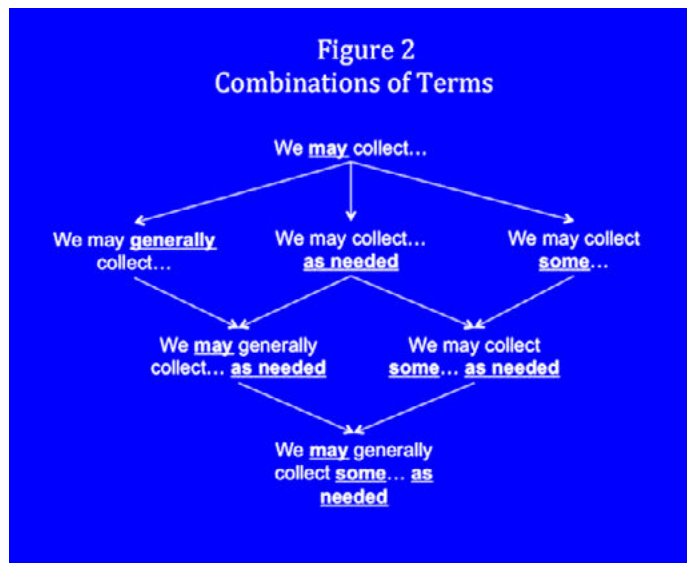 Figure 2
Combinations of Terms
We may collect…
We may generally
collect…
We may collect…
as needed
We may collect
some…
We may generally
collect… as needed
We may collect
some… as needed
We may generally
collect some… as
needed